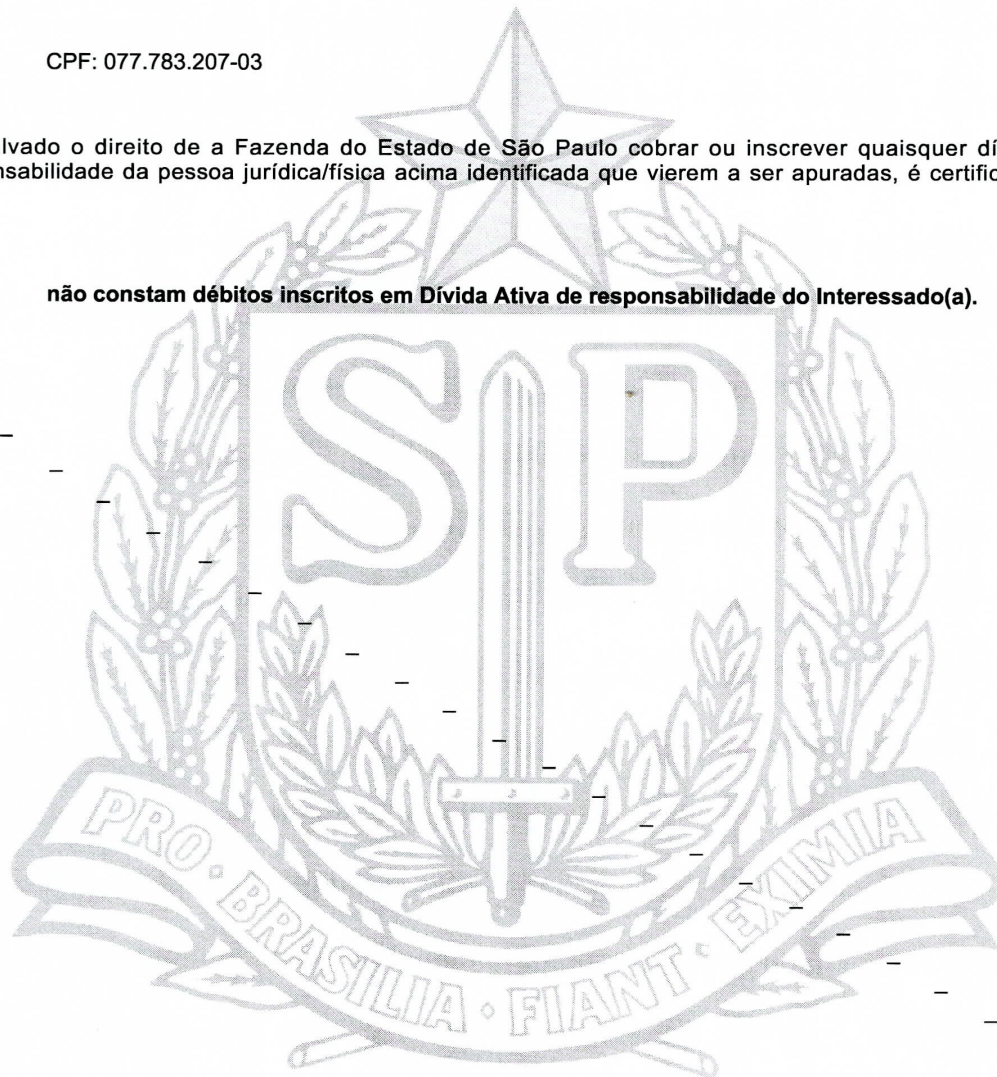 CPF: 077.783.207-03
lvado o direito de a Fazenda do Estado de São Paulo cobrar ou inscrever quaisquer dí
nsabilidade da pessoa jurídica/física acima identificada que vierem a ser apuradas, é certific
não constam débitos inscritos em Dívida Ativa de responsabilidade do Interessado(a).
SP
PRO · BRASILIA · FIANT · EXIMIA